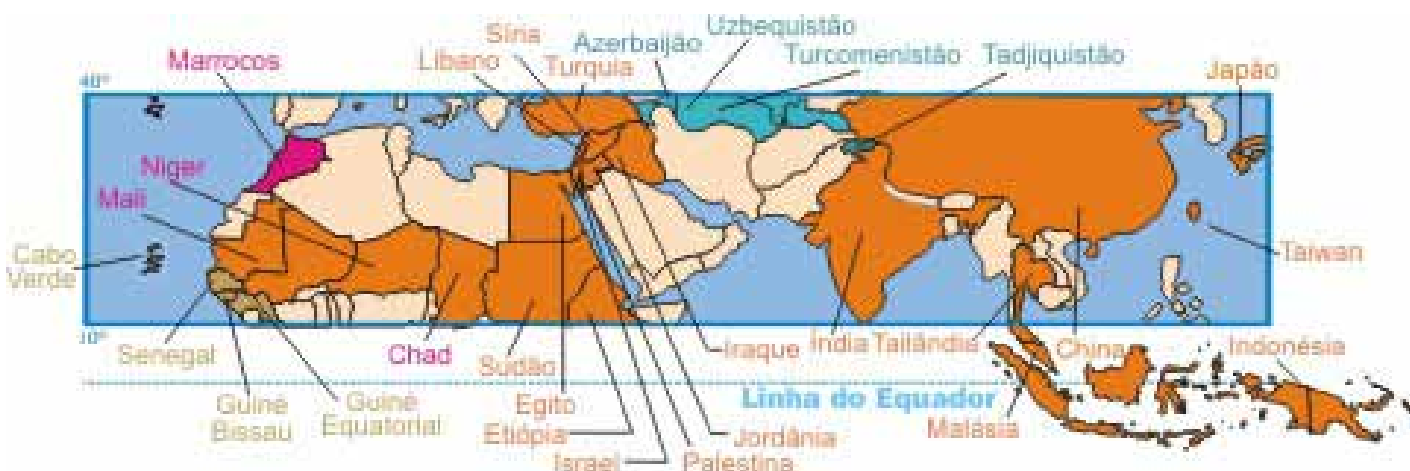 Síria
Uzbequistão
Marrocos
Líbano
Turquia
Azerbaijão
Turcomenistão
Tadjiquistão
Japão
40°
Niger
Mali
Cabo
Verde
Taiwan
10°
Senegal
Chad
Sudão
Iraque
Índia
Tailândia
China
Indonésia
Guiné
Bissau
Guiné
Equatorial
Egito
Etiópia
Israel
Palestina
Jordânia
Linha do Equador
Malásia